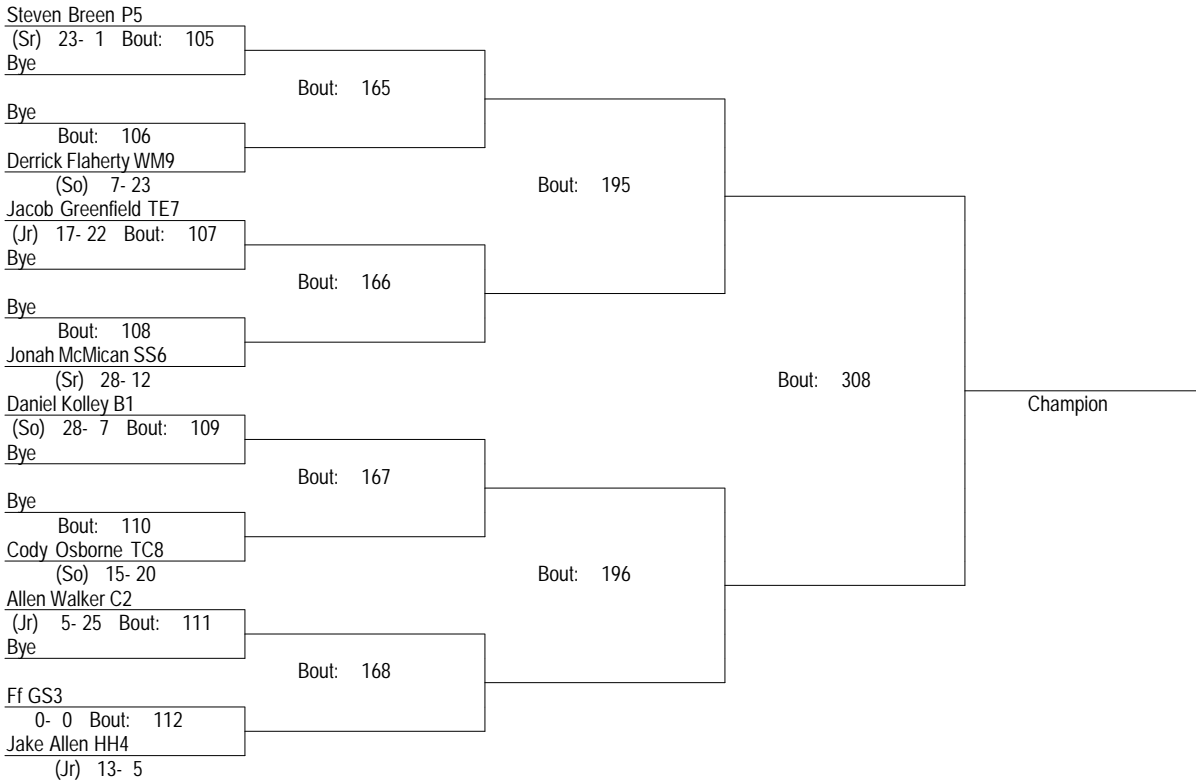 Steven Breen P5
(Sr) 23- 1 Bout: 105
Bye
Bout: 165
Bye
Bout: 106
Derrick Flaherty WM9
(So) 7- 23
Bout: 195
Jacob Greenfield TE7
(Jr) 17- 22 Bout: 107
Bye
Bout: 166
Bye
Bout: 108
Jonah McMican SS6
(Sr) 28- 12
Bout: 308
Champion
Daniel Kolley B1
(So) 28- 7 Bout: 109
Bye
Bout: 167
Bye
Bout: 110
Cody Osborne TC8
(So) 15- 20
Bout: 196
Allen Walker C2
(Jr) 5- 25 Bout: 111
Bye
Bout: 168
Ff GS3
0- 0 Bout: 112
Jake Allen HH4
(Jr) 13- 5